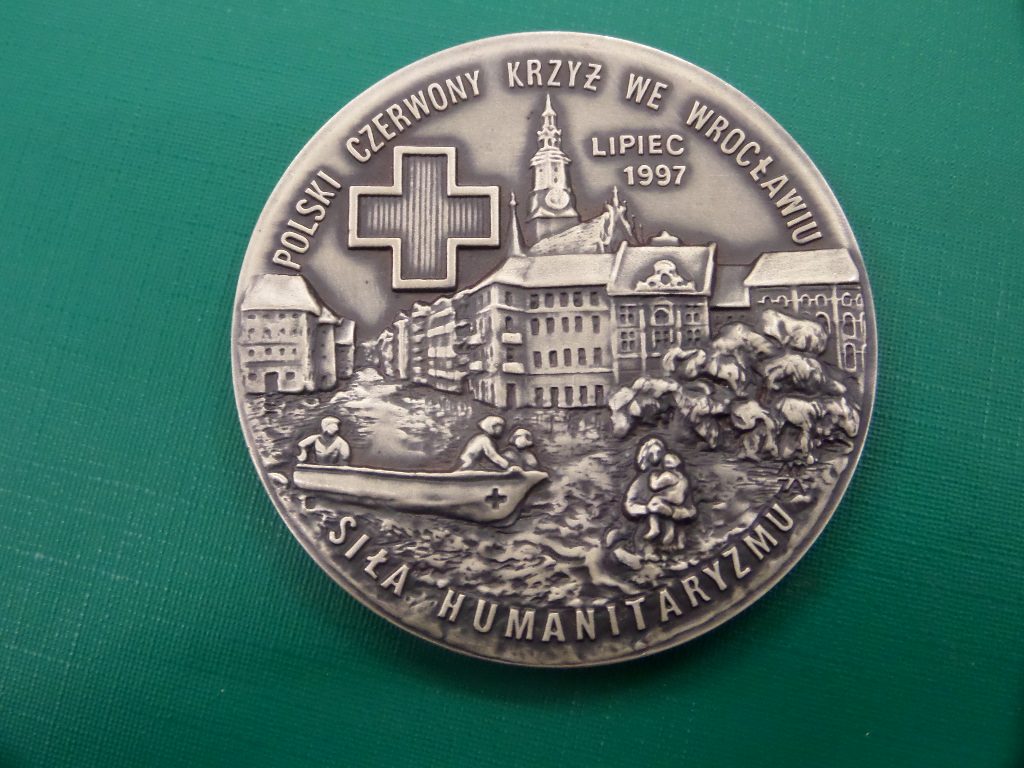 POLSKI CZERWONY KRZYŻ WE WROCŁAWIU
LIPIEC
1997
SIŁA HUMANITARYZMU